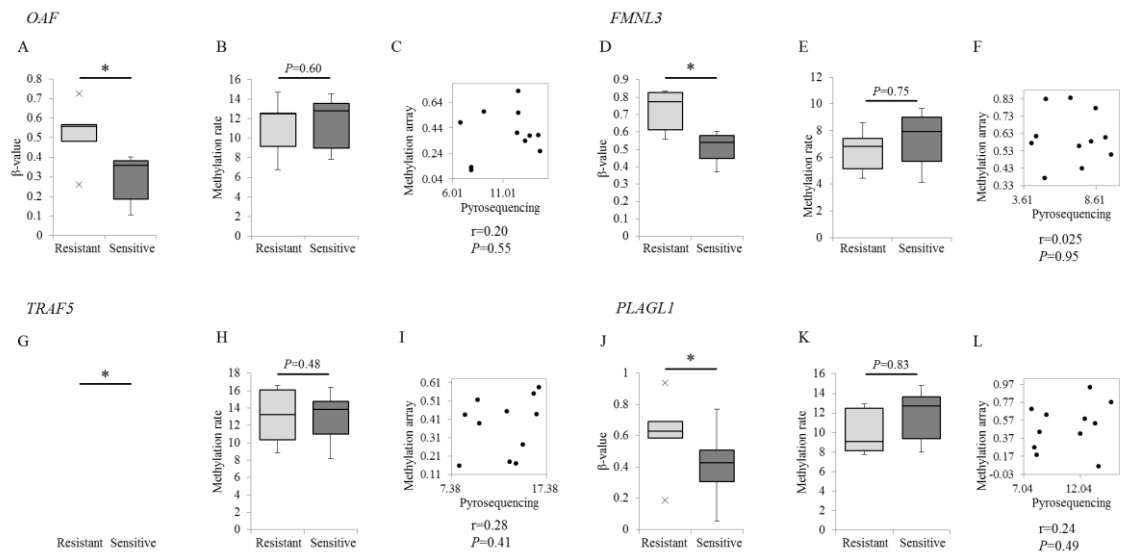 OAF
FMNL3
A
B
C
D
E
F
*
P=0.60
*
P=0.75
β-value
0.8
0.7
0.6
0.5
0.4
0.3
0.2
0.1
0
Resistant Sensitive
Methylation rate
16
14
12
10
8
6
4
2
0
Resistant Sensitive
Methylation array
0.64
0.44
0.24
0.04
6.01 11.01
Pyrosequencing
r=0.20
P=0.55
β-value
0.9
0.8
0.7
0.6
0.5
0.4
0.3
0.2
0.1
0
Resistant Sensitive
Methylation rate
12
10
8
6
4
2
0
Resistant Sensitive
Methylation array
0.83
0.73
0.63
0.53
0.43
0.33
3.61 8.61
Pyrosequencing
r=0.025
P=0.95
TRAF5
PLAGL1
G
H
I
J
K
L
*
P=0.48
*
P=0.83
Resistant Sensitive
Methylation rate
18
16
14
12
10
8
6
4
2
0
Resistant Sensitive
Methylation array
0.61
0.51
0.41
0.31
0.21
0.11
7.38 17.38
Pyrosequencing
r=0.28
P=0.41
β-value
1
0.8
0.6
0.4
0.2
0
Resistant Sensitive
Methylation rate
16
14
12
10
8
6
4
2
0
Resistant Sensitive
Methylation array
0.97
0.77
0.57
0.37
0.17
-0.03
7.04 12.04
Pyrosequencing
r=0.24
P=0.49